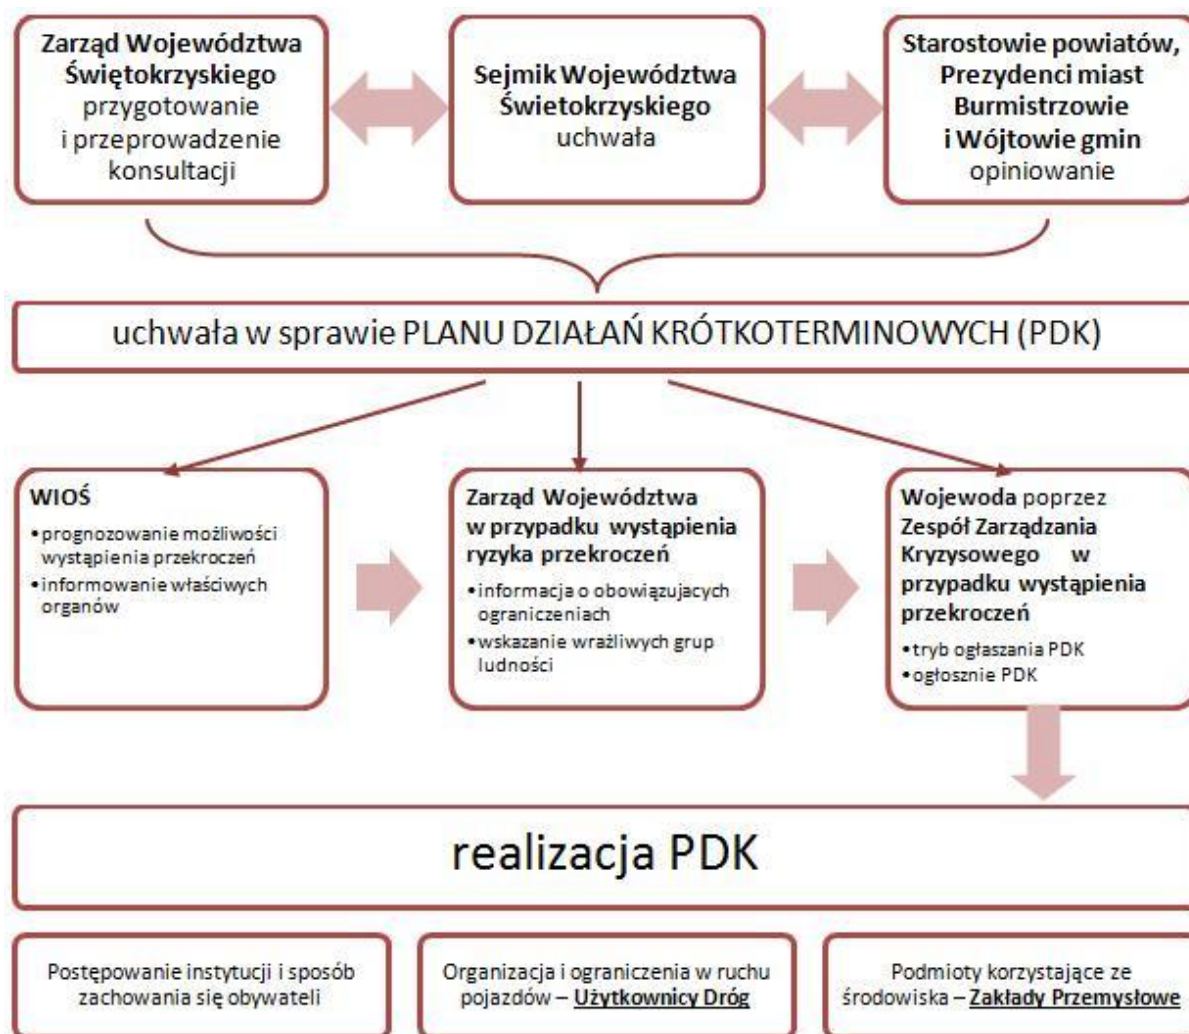 Zarząd Województwa
Świętokrzyskiego
przygotowanie
i przeprowadzenie
konsultacji
Sejmik Województwa
Świetokrzyskiego
uchwała
Starostowie powiatów,
Prezydenci miast
Burmistrzowie
i Wójtowie gmin
opiniowanie
uchwała w sprawie PLANU DZIAŁAŃ KRÓTKOTERMINOWYCH (PDK)
WIOŚ
•prognozowanie możliwości
wystąpienia przekroczeń
•informowanie właściwych
organów
Zarząd Województwa
w przypadku wystąpienia
ryzyka przekroczeń
•informacja o obowiązujacych
ograniczeniach
•wskazanie wrażliwych grup
ludności
Wojewoda poprzez
Zespół Zarządzania
Kryzysowego w
przypadku wystąpienia
przekroczeń
•tryb ogłaszania PDK
•ogłosznie PDK
realizacja PDK
Postępowanie instytucji i sposób
zachowania się obywateli
Organizacja i ograniczenia w ruchu
pojazdów – Użytkownicy Dróg
Podmioty korzystające ze
środowiska – Zakłady Przemysłowe